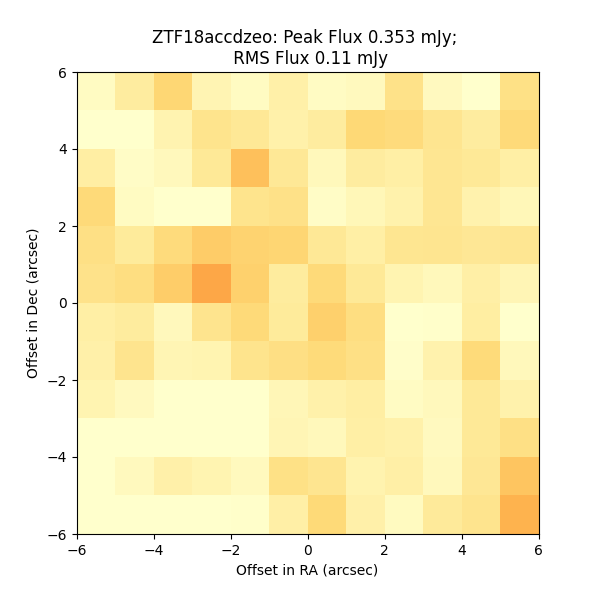 ZTF18accdzeo: Peak Flux 0.353 mJy;
RMS Flux 0.11 mJy
6
4
2
0
−2
−4
−6
Offset in Dec (arcsec)
−6 −4 −2 0 2 4 6
Offset in RA (arcsec)